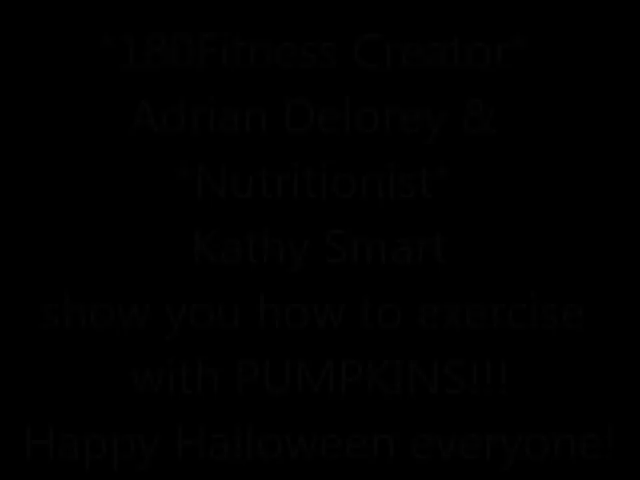 "180Fitness Creator"
Adrian Delorey &
'Nutritionist'
Kathy Smart
show you how to exercise
with PUMPKINS!!!
Happy Halloween everyone!